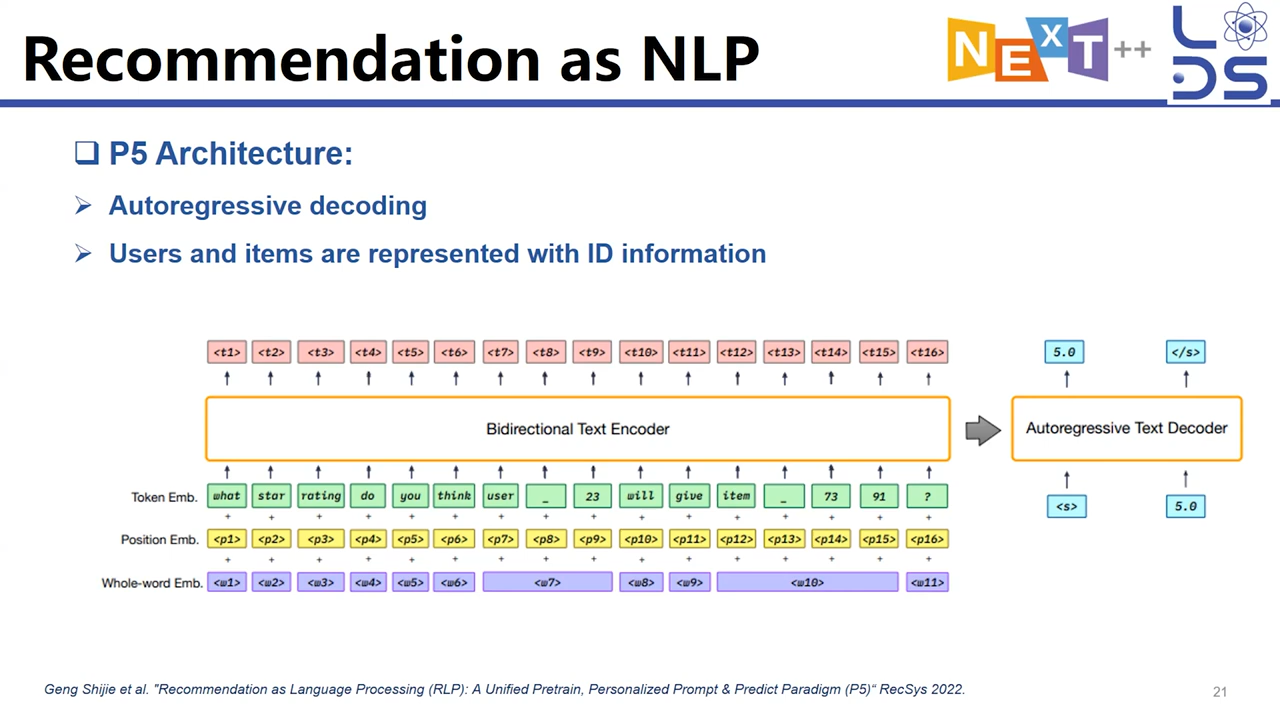 Recommendation as NLP
NExT++
LDS
P5 Architecture:
Autoregressive decoding
Users and items are represented with ID information
<t1> <t2> <t3> <t4> <t5> <t6> <t7> <t8> <t9> <t10> <t11> <t12> <t13> <t14> <t15> <t16>
5.0 </s>
Bidirectional Text Encoder
Autoregressive Text Decoder
Token Emb. what star rating do you think user _ 23 will give item _ 73 91 ?
<s> 5.0
+ + + + + + + + + + + + + + + +
Position Emb. <p1> <p2> <p3> <p4> <p5> <p6> <p7> <p8> <p9> <p10> <p11> <p12> <p13> <p14> <p15> <p16>
+ + + + + + + + + + + + + + + +
Whole-word Emb. <w1> <w2> <w3> <w4> <w5> <w6> <w7> <w8> <w9> <w10> <w11>
Geng Shijie et al. "Recommendation as Language Processing (RLP): A Unified Pretrain, Personalized Prompt & Predict Paradigm (P5)“ RecSys 2022.
21